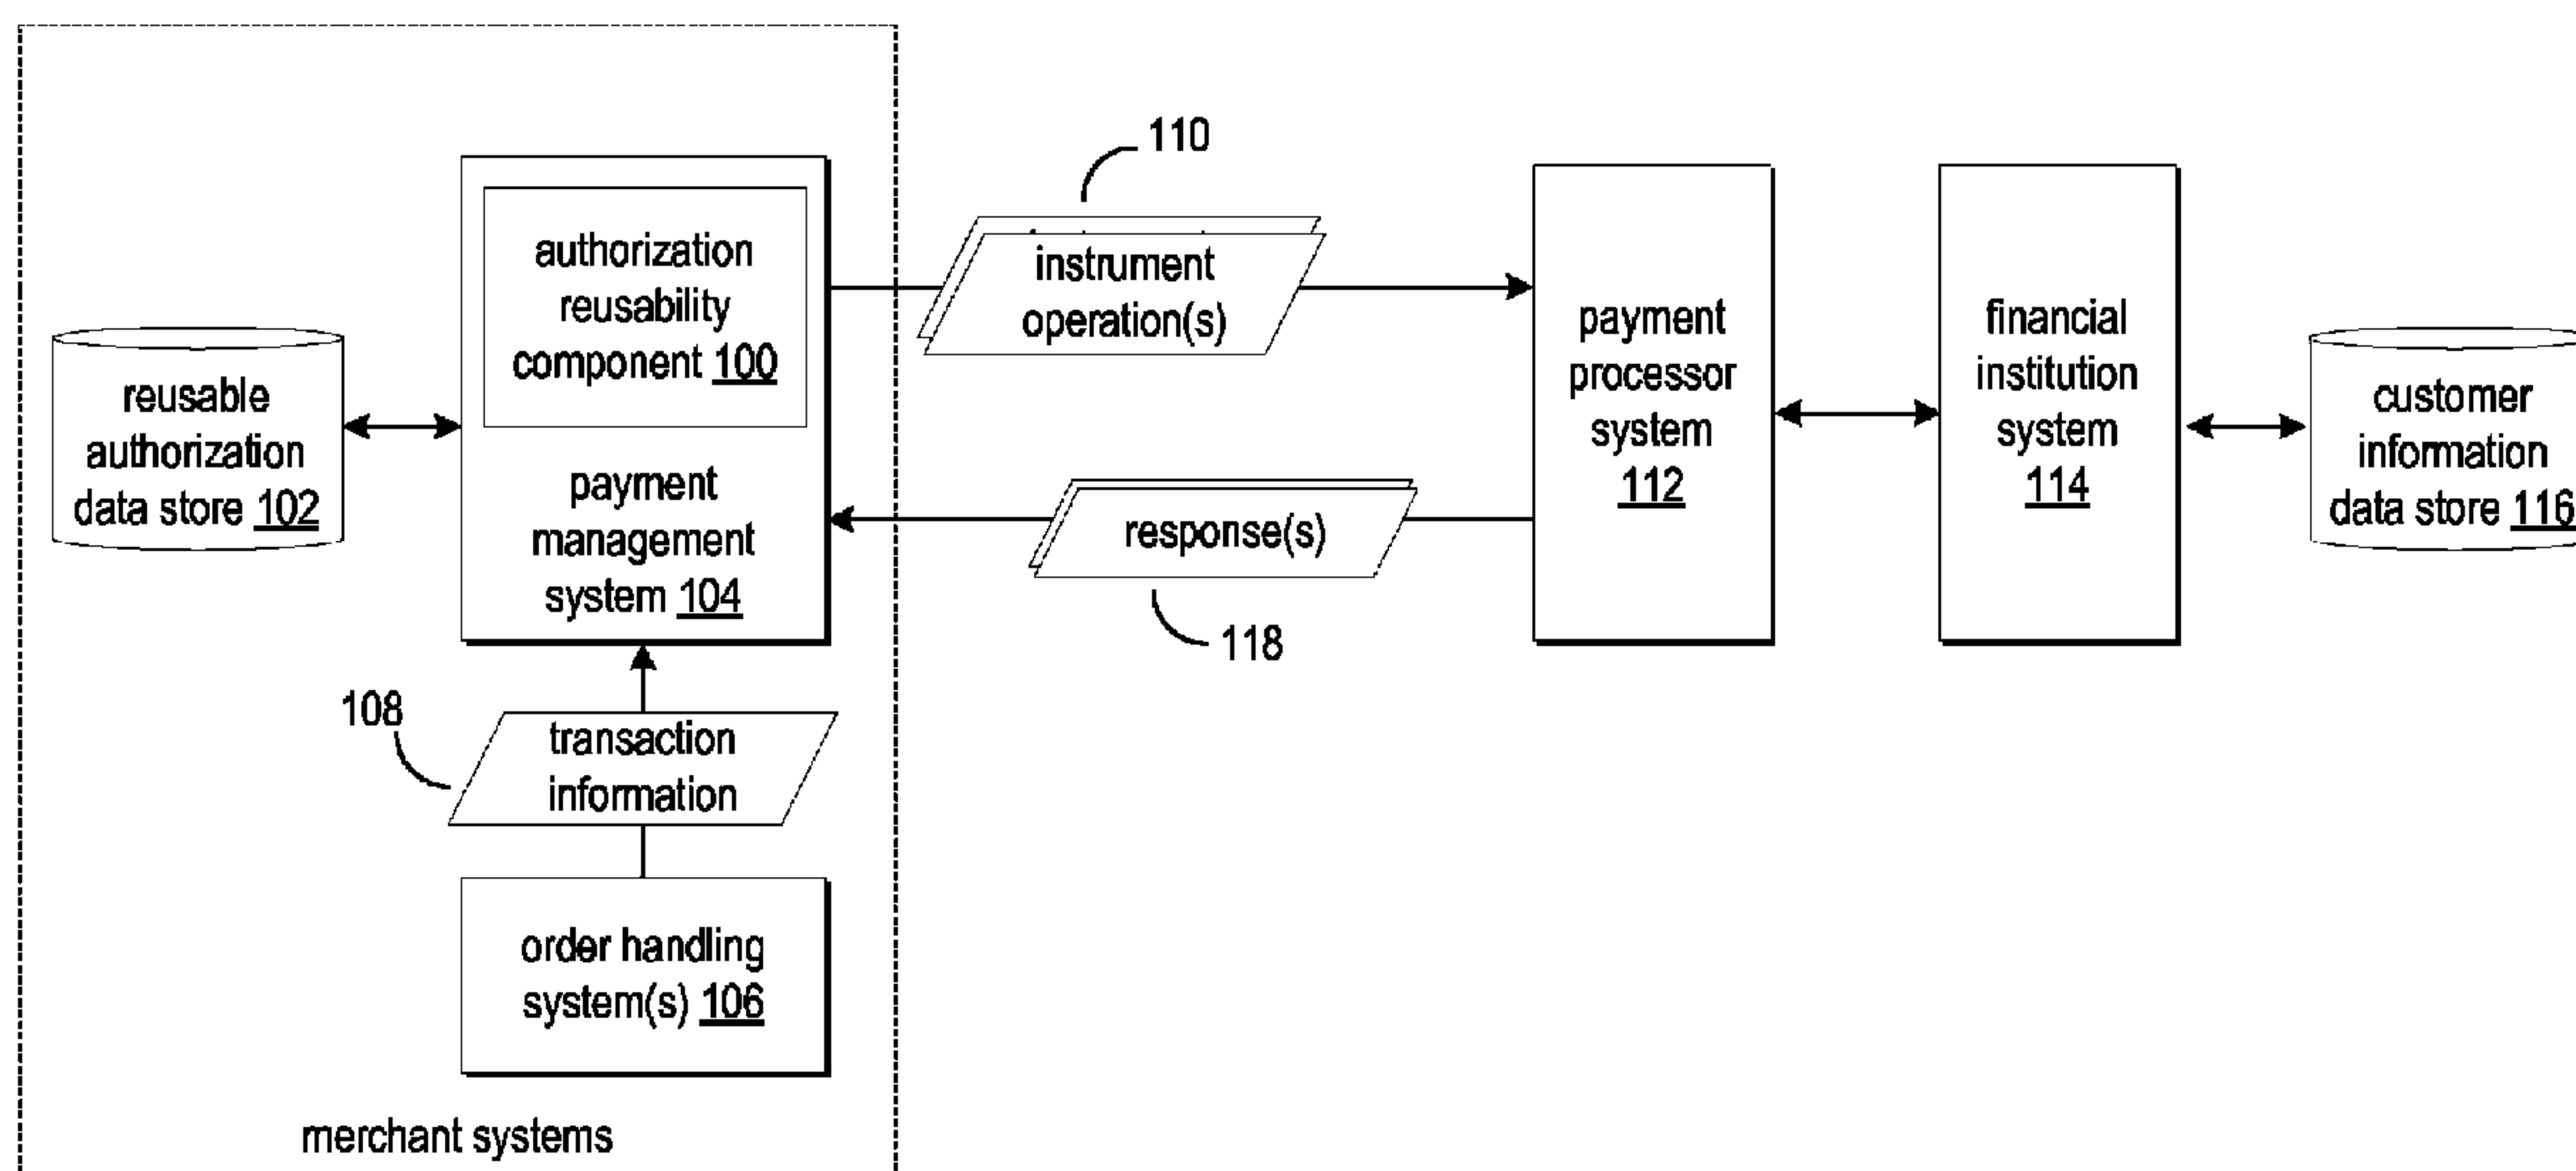 110
authorization
reusability
component 100
instrument
operation(s)
payment
processor
system
112
financial
institution
system
114
reusable
authorization
data store 102
customer
information
data store 116
payment
management
system 104
response(s)
118
108
transaction
information
order handling
system(s) 106
merchant systems